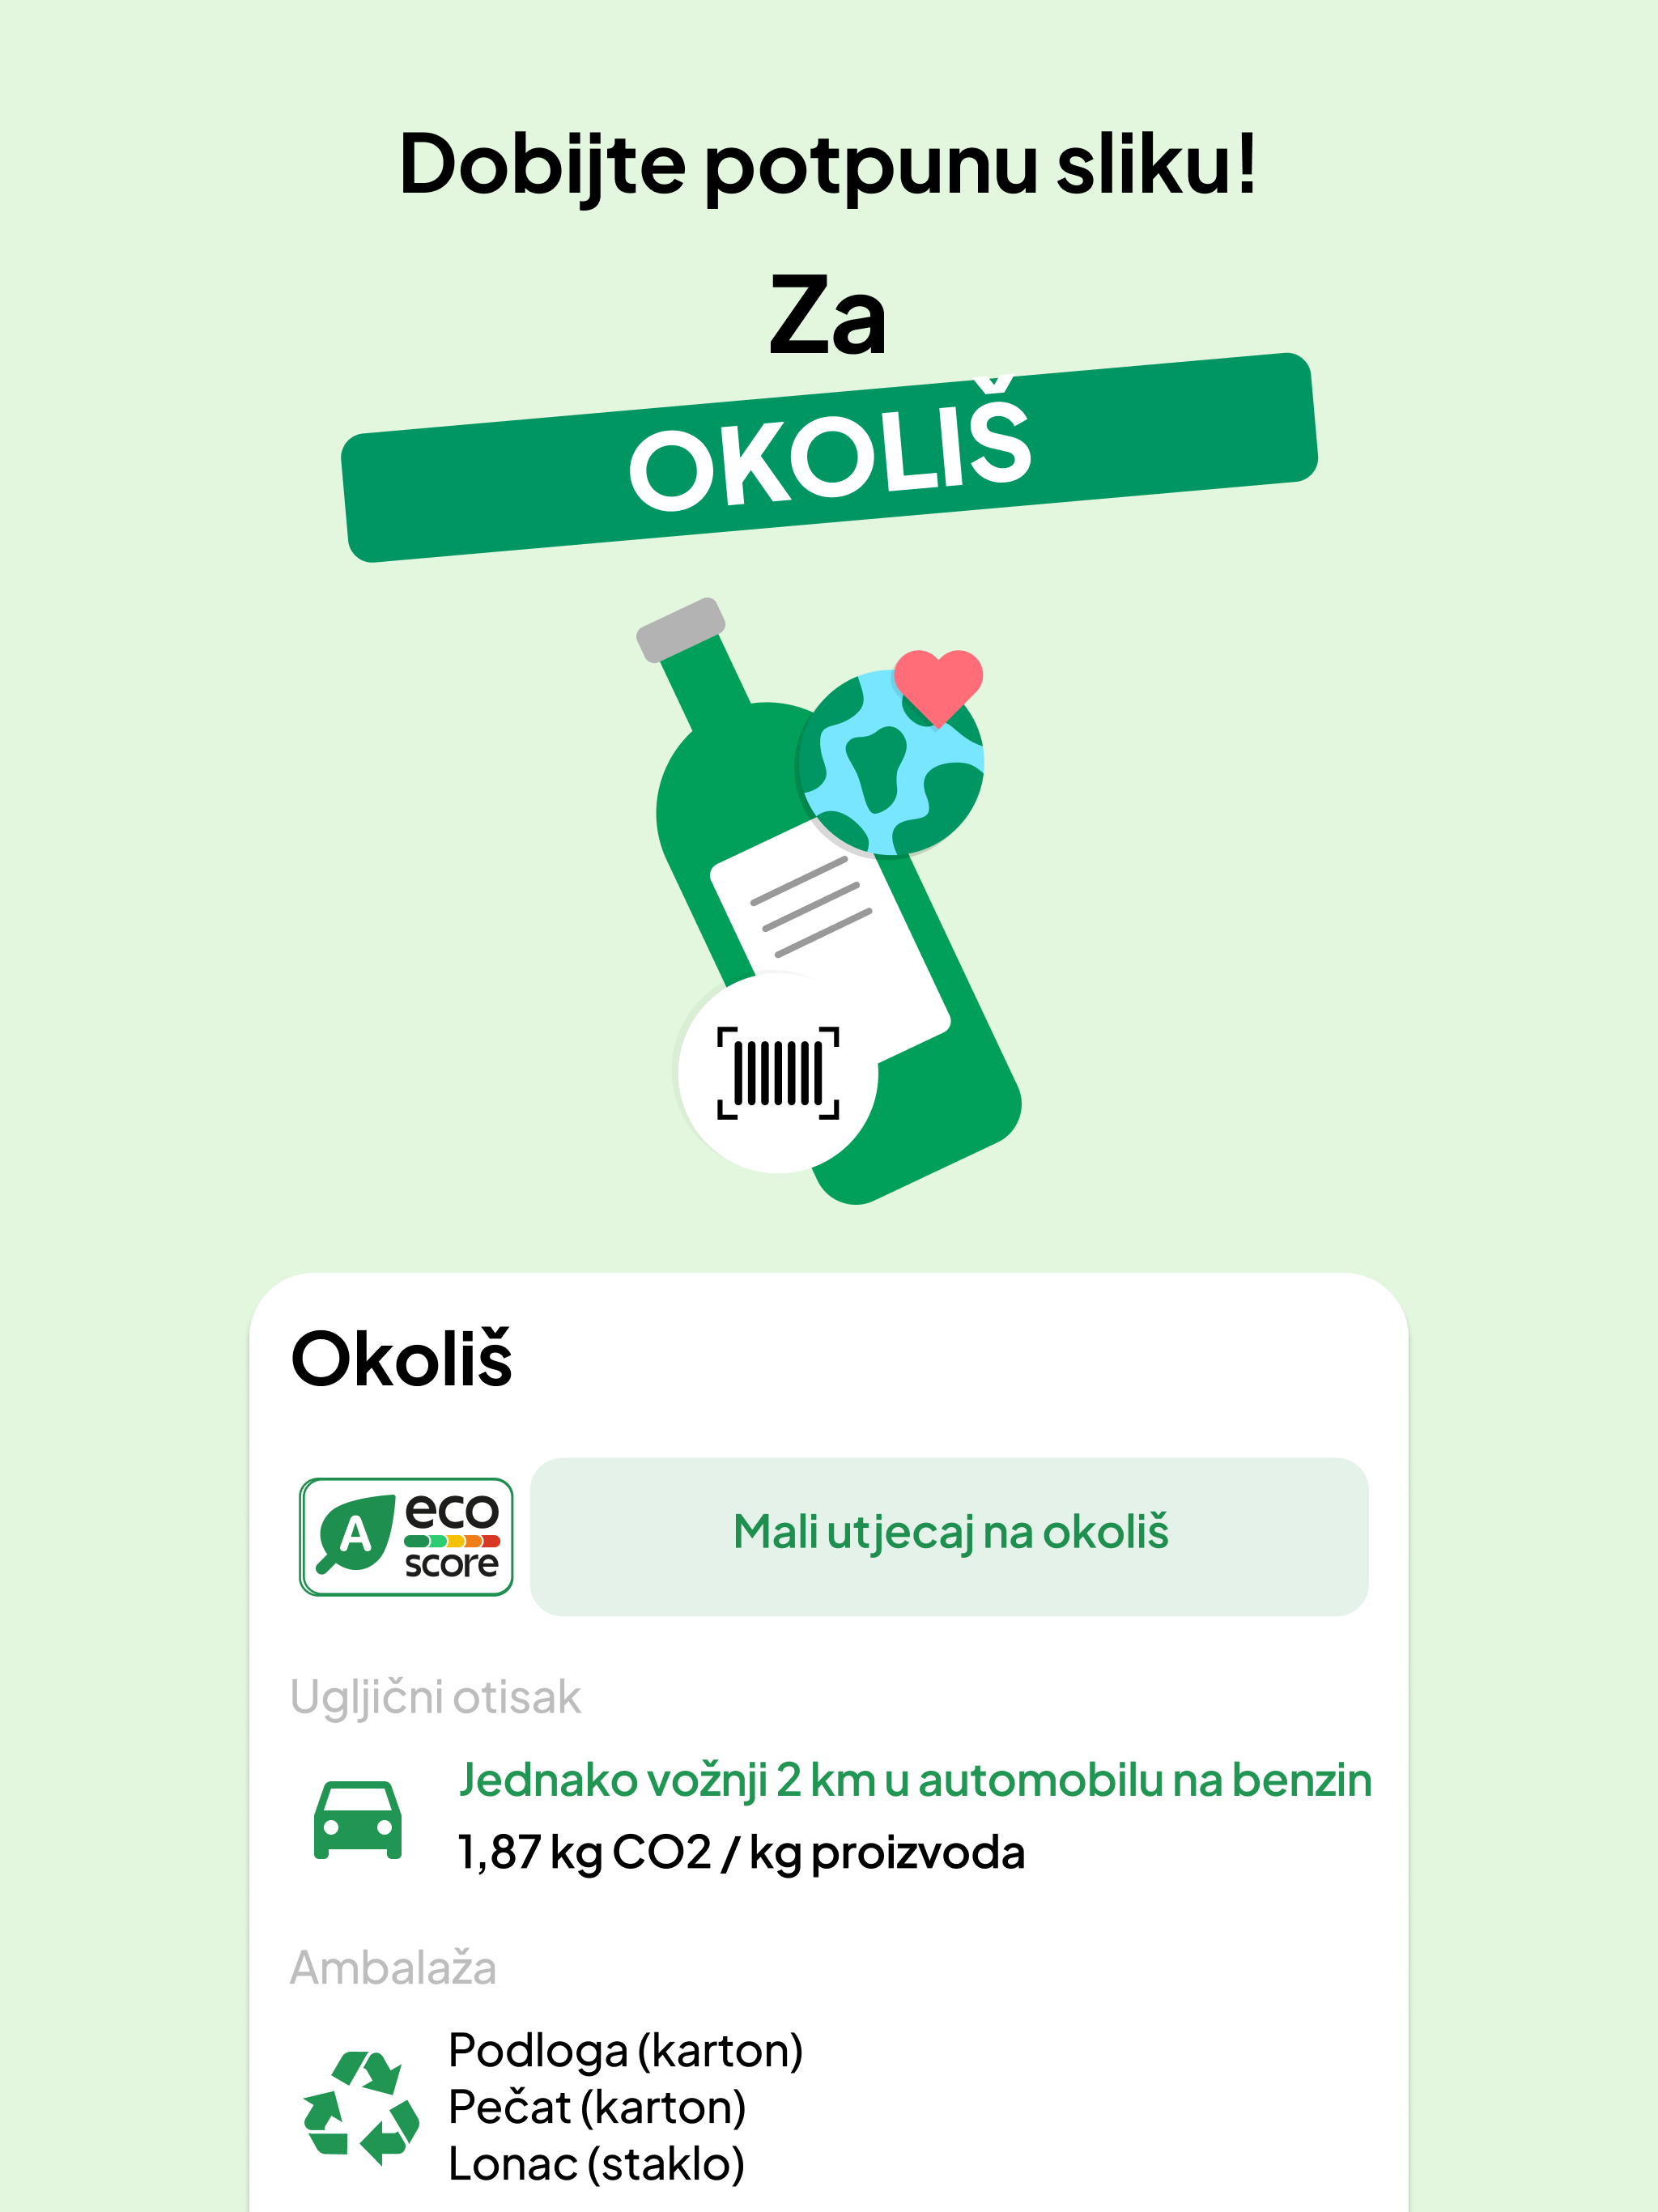 Dobijte potpunu sliku!
Za
OKOLIŠ
Okoliš
A
eco
score
Mali utjecaj na okoliš
Ugljični otisak
Jednako vožnji 2 km u automobilu na benzin
1,87 kg CO2 / kg proizvoda
Ambalaža
Podloga (karton)
Pečat (karton)
Lonac (staklo)